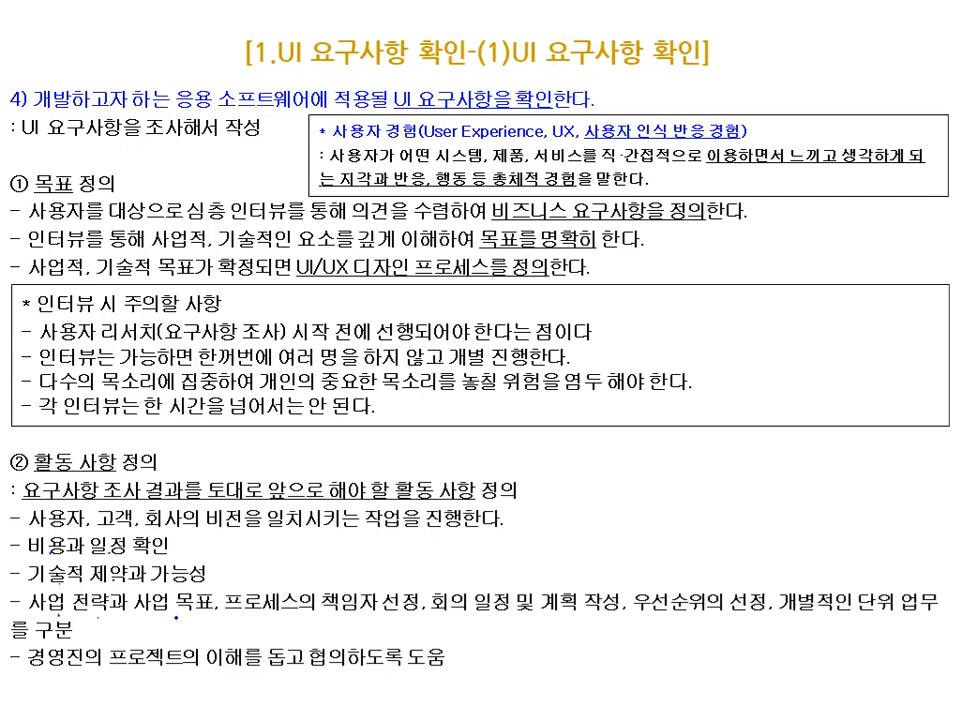 [1.UI 요구사항 확인-(1)UI 요구사항 확인]
4) 개발하고자 하는 응용 소프트웨어에 적용될 UI 요구사항을 확인한다.
: UI 요구사항을 조사해서 작성
* 사용자 경험(User Experience, UX, 사용자 인식 반응 경험)
: 사용자가 어떤 시스템, 제품, 서비스를 직·간접적으로 이용하면서 느끼고 생각하게 되
는 지각과 반응, 행동 등 총체적 경험을 말한다.
① 목표 정의
- 사용자를 대상으로 심층 인터뷰를 통해 의견을 수렴하여 비즈니스 요구사항을 정의한다.
- 인터뷰를 통해 사업적, 기술적인 요소를 깊게 이해하여 목표를 명확히 한다.
- 사업적, 기술적 목표가 확정되면 UI/UX 디자인 프로세스를 정의한다.
* 인터뷰 시 주의할 사항
- 사용자 리서치(요구사항 조사) 시작 전에 선행되어야 한다는 점이다
- 인터뷰는 가능하면 한꺼번에 여러 명을 하지 않고 개별 진행한다.
- 다수의 목소리에 집중하여 개인의 중요한 목소리를 놓칠 위험을 염두 해야 한다.
- 각 인터뷰는 한 시간을 넘어서는 안 된다.
② 활동 사항 정의
: 요구사항 조사 결과를 토대로 앞으로 해야 할 활동 사항 정의
- 사용자, 고객, 회사의 비전을 일치시키는 작업을 진행한다.
- 비용과 일정 확인
- 기술적 제약과 가능성
- 사업 전략과 사업 목표, 프로세스의 책임자 선정, 회의 일정 및 계획 작성, 우선순위의 선정, 개별적인 단위 업무
를 구분
- 경영진의 프로젝트의 이해를 돕고 협의하도록 도움